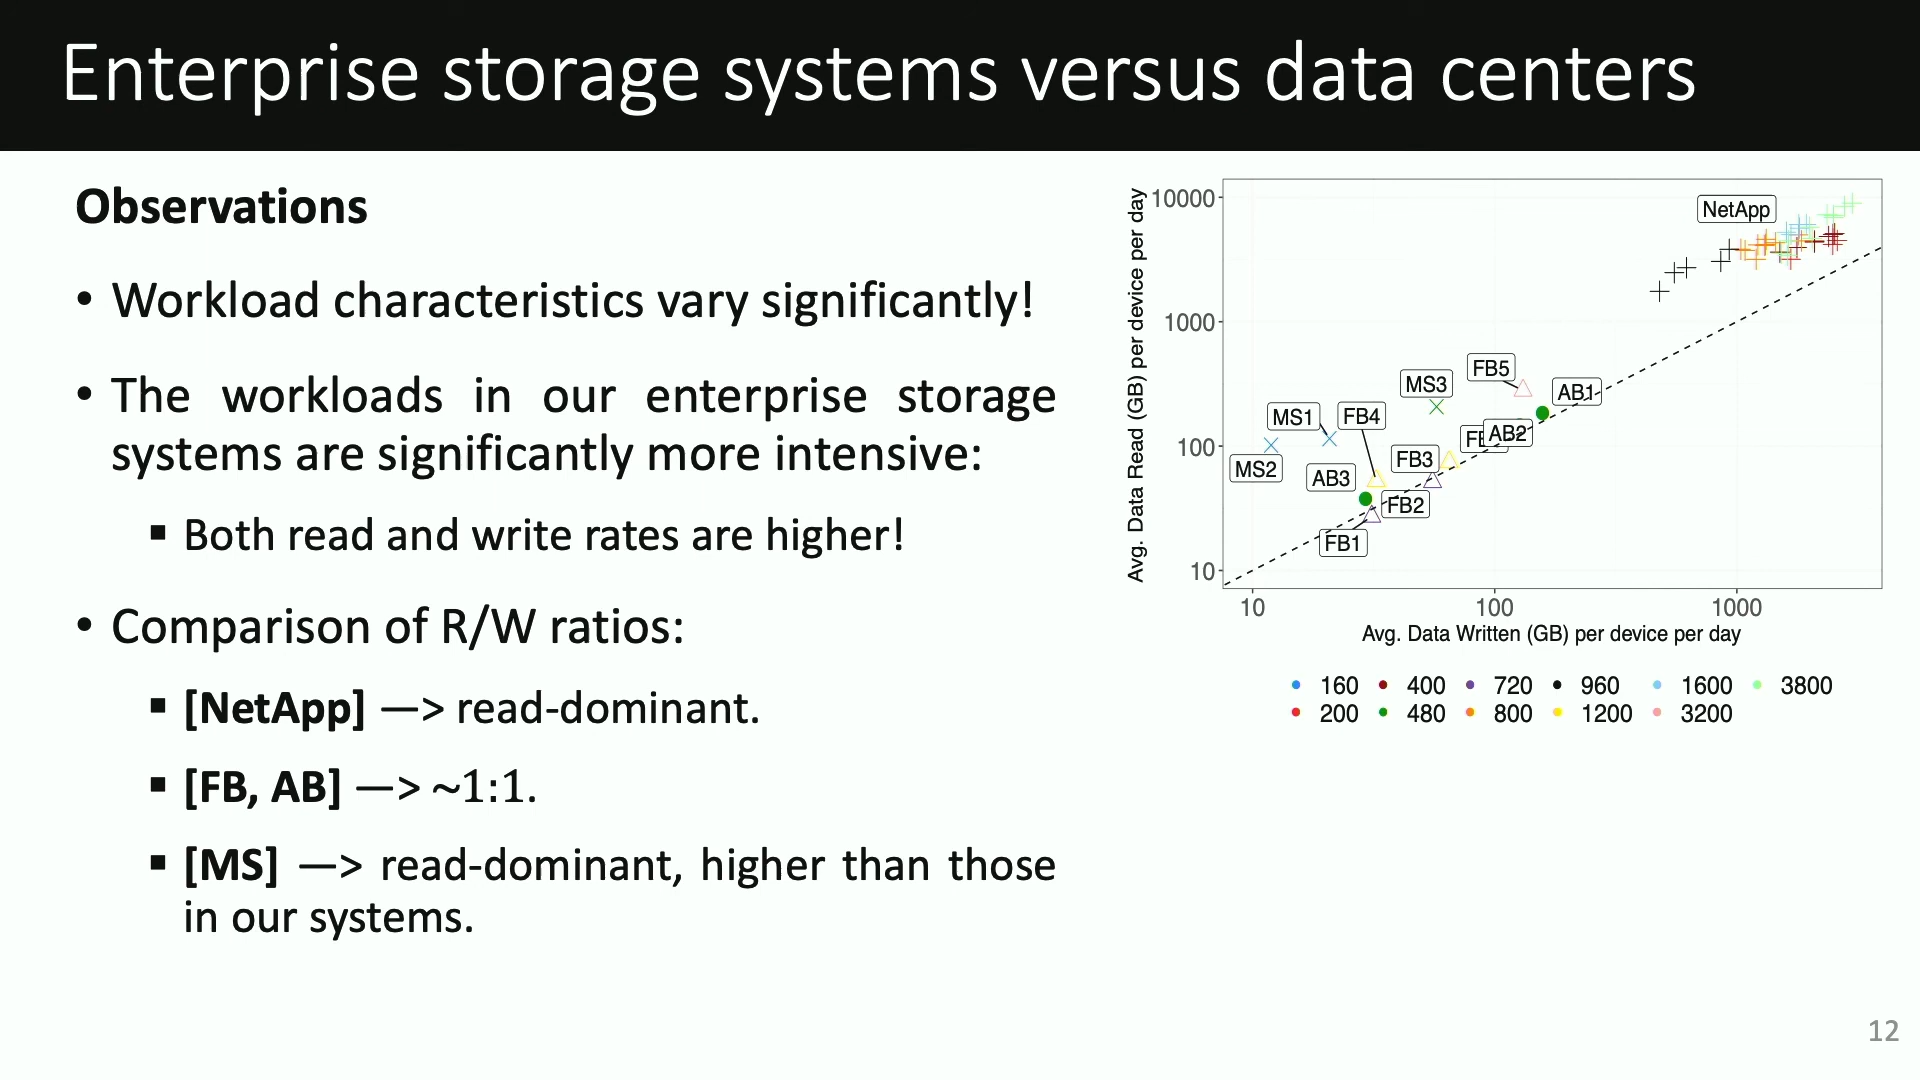 Enterprise storage systems versus data centers
Observations
• Workload characteristics vary significantly!
• The workloads in our enterprise storage
systems are significantly more intensive:
▪ Both read and write rates are higher!
• Comparison of R/W ratios:
▪ [NetApp] —> read-dominant.
▪ [FB, AB] —> ~1:1.
▪ [MS] —> read-dominant, higher than those
in our systems.
Avg. Data Read (GB) per device per day
10000
1000
100
10
NetApp
FB5
MS3
AB1
MS1
FB4
AB2
FB3
MS2
AB3
FB2
FB1
10 100 1000
Avg. Data Written (GB) per device per day
160 400 720 960 1600 3800
200 480 800 1200 3200
12